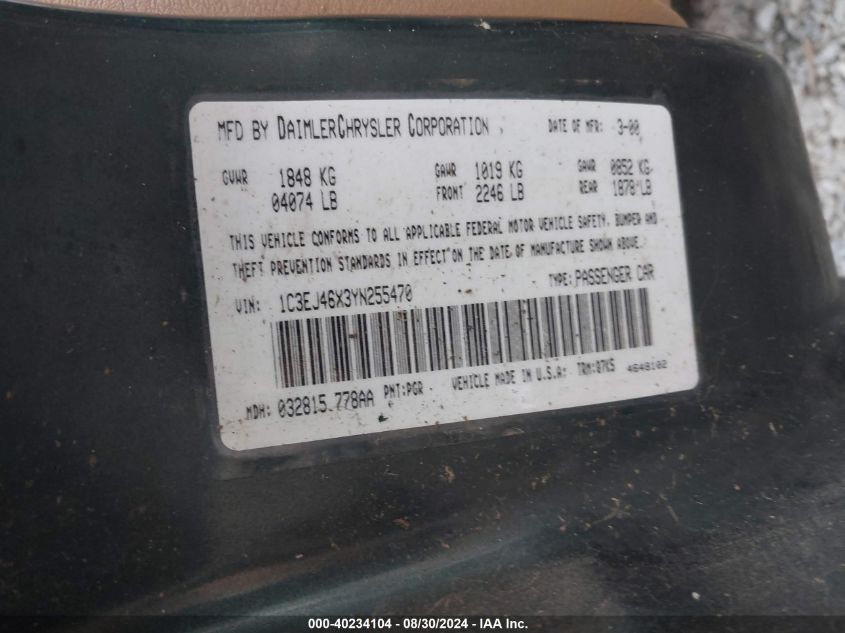 MFD BY DAIMLERCHRYSLER CORPORATION DATE OF MFR: 3-00
GVWR 1848 KG GAWR 1019 KG GAWR 0852 KG
04074 LB FRONT 2246 LB REAR 1878 LB
THIS VEHICLE CONFORMS TO ALL APPLICABLE FEDERAL MOTOR VEHICLE SAFETY, BUMPER AND
THEFT PREVENTION STANDARDS IN EFFECT ON THE DATE OF MANUFACTURE SHOWN ABOVE.
VIN: 1C3EJ46X3YN255470 TYPE: PASSENGER CAR
MDH: 032815 778AA PNT: PGR VEHICLE MADE IN U.S.A. TRM: Q7K5 4648102
000-40234104 - 08/30/2024 - IAA Inc.